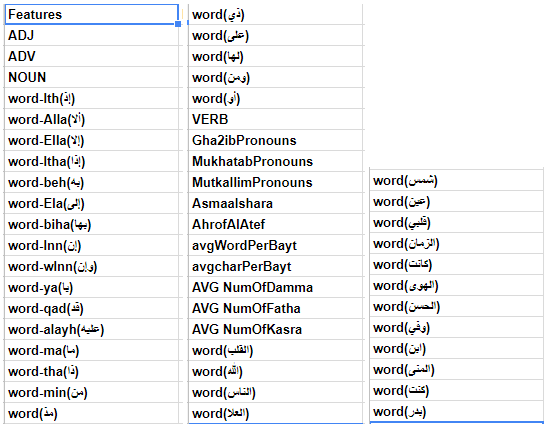 Features
ADJ
ADV
NOUN
word-Ith(إذ)
word-Alla(ألا)
word-Ella(إلا)
word-Itha(إذا)
word-beh(به)
word-Ela(إلى)
word-biha(بها)
word-Inn(إن)
word-wInn(وإن)
word-ya(يا)
word-qad(قد)
word-alayh(عليه)
word-ma(ما)
word-tha(ذا)
word-min(من)
word(مذ)
word(ذي)
word(على)
word(لها)
word(ومن)
word(أو)
VERB
Gha2ibPronouns
MukhatabPronouns
MutkallimPronouns
Asmaalshara
AhrofAlAtef
avgWordPerBayt
avgcharPerBayt
AVG NumOfDamma
AVG NumOfFatha
AVG NumOfKasra
word(القلب)
word(الله)
word(الناس)
word(العلا)
word(شمس)
word(عين)
word(قلبي)
word(الزمان)
word(كانت)
word(الهوى)
word(الحسن)
word(وفي)
word(ابن)
word(المنى)
word(كنت)
word(بدر)